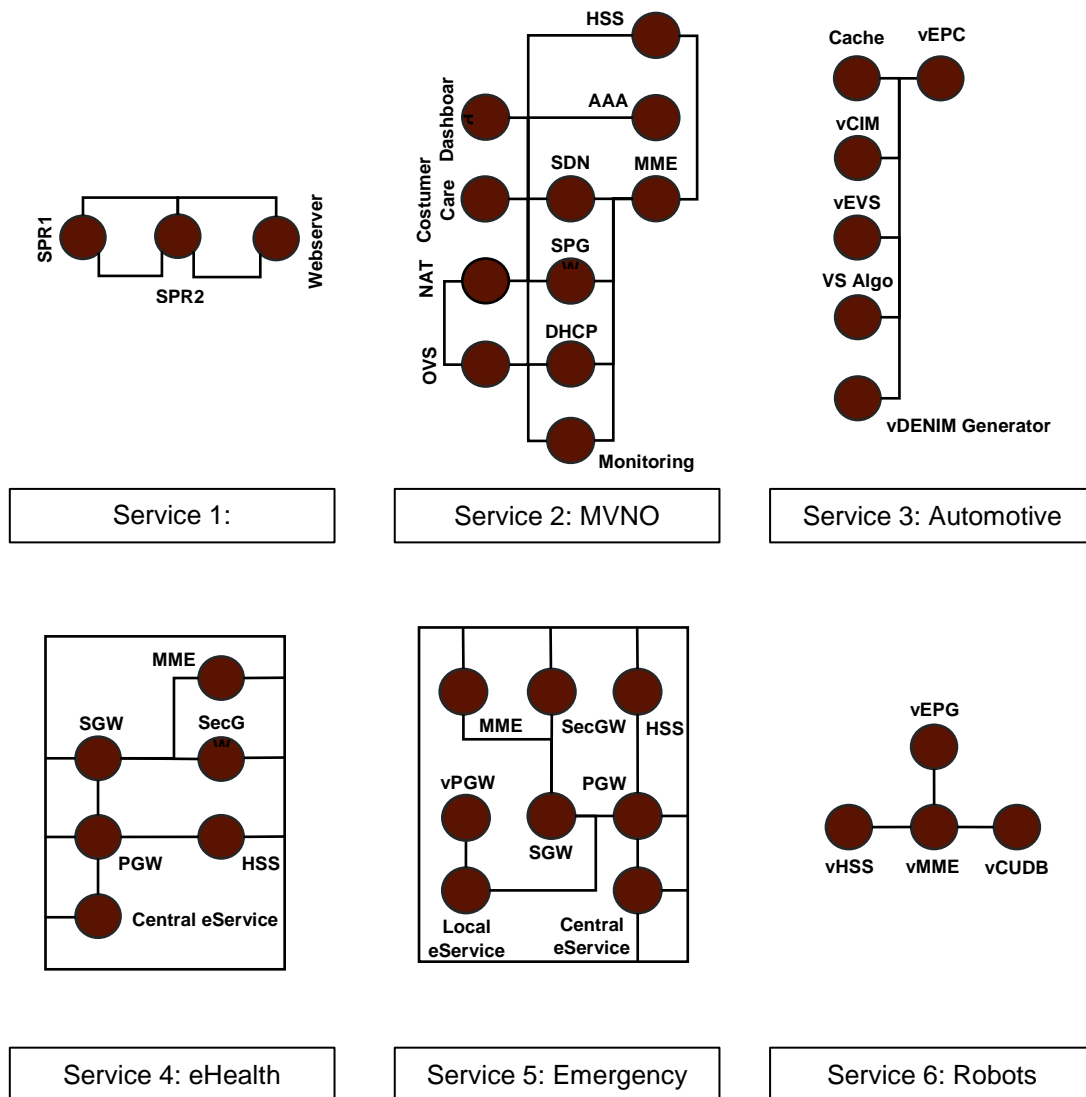 SPR1
SPR2
Webserver
Service 1:
HSS
Dashboar
d
AAA
Costumer
Care
SDN
MME
NAT
SPG
W
OVS
DHCP
Monitoring
Service 2: MVNO
Cache
vEPC
vCIM
vEVS
VS Algo
vDENIM Generator
Service 3: Automotive
MME
SGW
SecG
W
PGW
HSS
Central eService
Service 4: eHealth
MME
SecGW
HSS
vPGW
PGW
SGW
Local
eService
Central
eService
Service 5: Emergency
vEPG
vHSS
vMME
vCUDB
Service 6: Robots